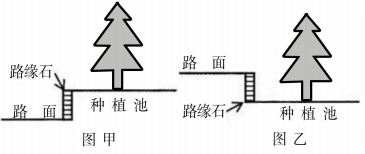 路缘石
路 面
种 植 池
图 甲
路 面
路缘石
种 植 池
图 乙